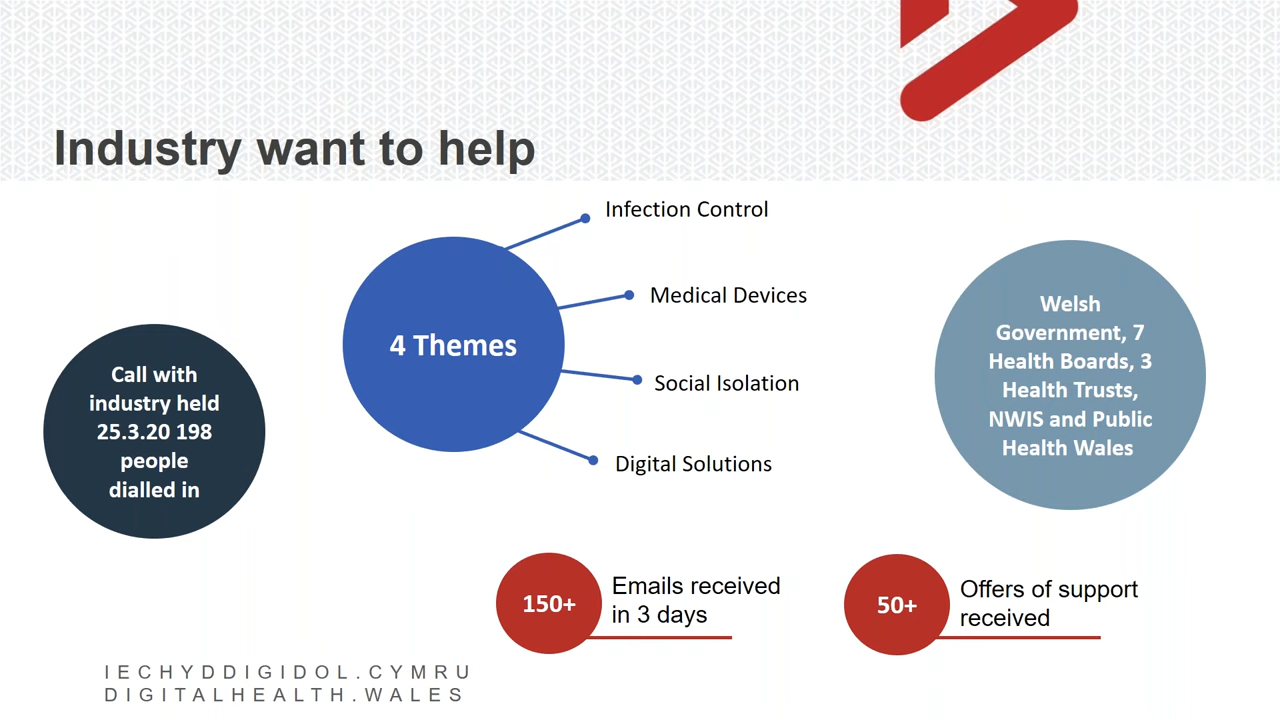 Industry want to help
Call with
industry held
25.3.20 198
people
dialled in
4 Themes
Infection Control
Medical Devices
Social Isolation
Digital Solutions
Welsh
Government, 7
Health Boards, 3
Health Trusts,
NWIS and Public
Health Wales
150+
Emails received
in 3 days
50+
Offers of support
received
IECHYDDIGIDOL.CYMRU
DIGITALHEALTH.WALES